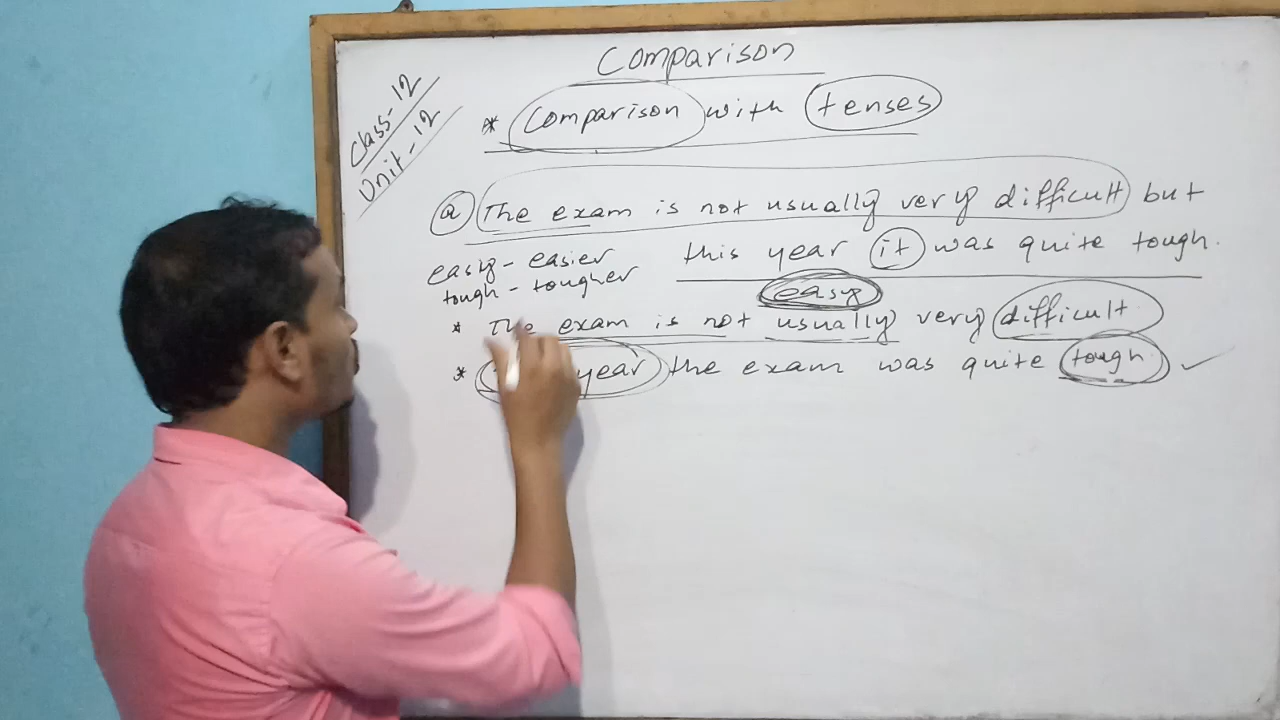 Comparison
Class-12
Unit-12
* Comparison with tenses
(a) The exam is not usually very difficult but
this year it was quite tough.
easy - easier
tough - tougher
easy
* The exam is not usually very difficult.
* year the exam was quite tough. ✓